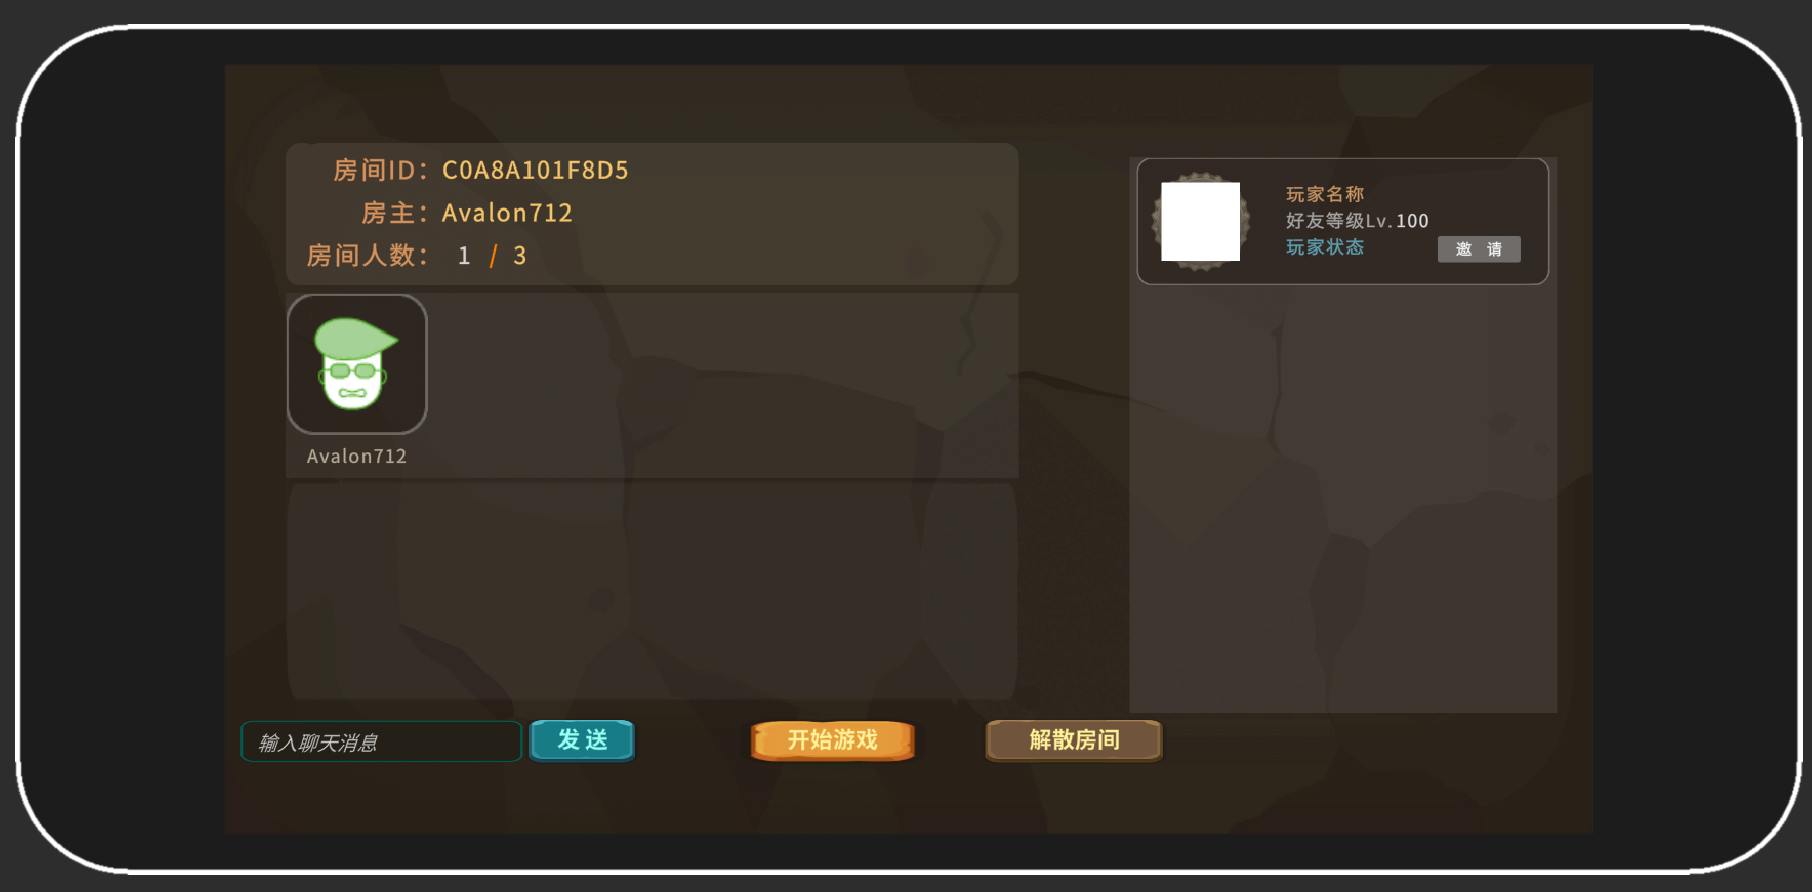 房间ID: C0A8A101F8D5
房主: Avalon712
房间人数: 1 / 3
Avalon712
玩家名称
好友等级Lv.100
玩家状态
邀 请
输入聊天消息
发 送
开始游戏
解散房间